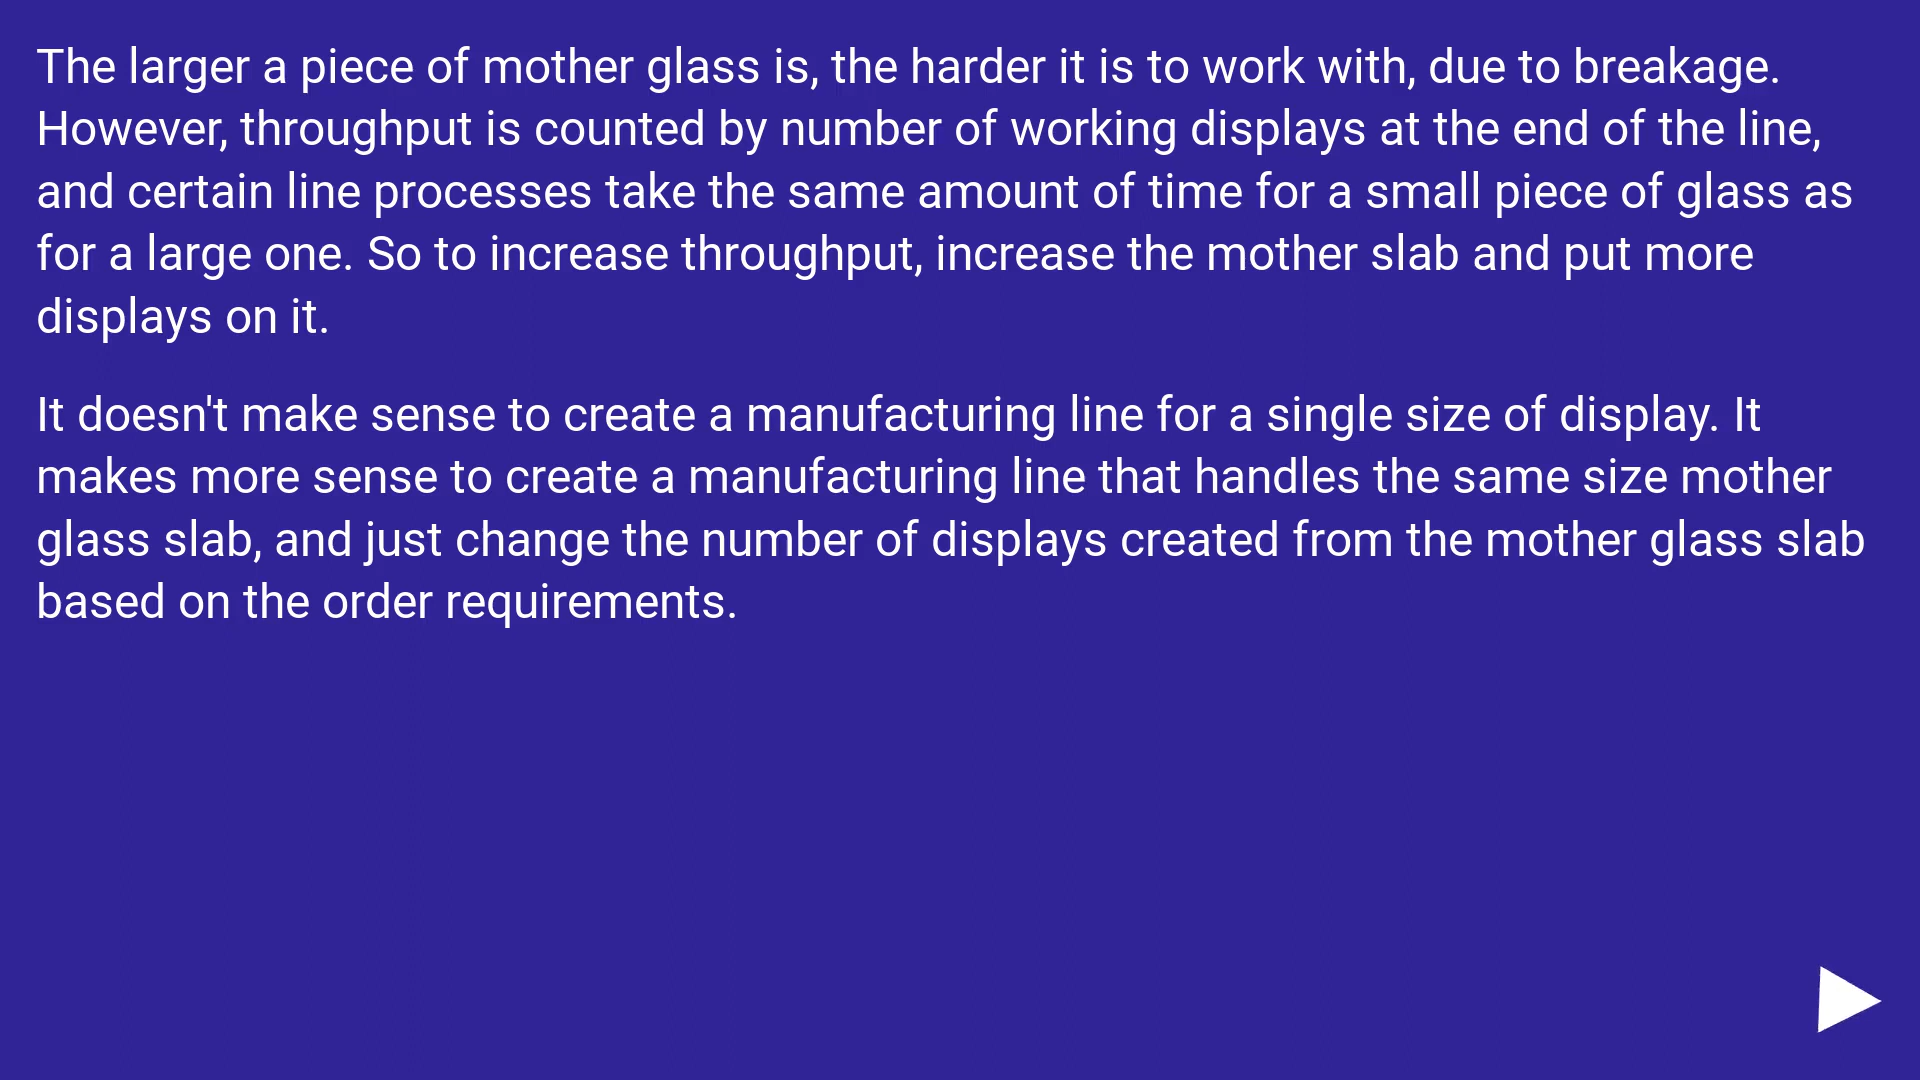 The larger a piece of mother glass is, the harder it is to work with, due to breakage.
However, throughput is counted by number of working displays at the end of the line,
and certain line processes take the same amount of time for a small piece of glass as
for a large one. So to increase throughput, increase the mother slab and put more
displays on it.
It doesn't make sense to create a manufacturing line for a single size of display. It
makes more sense to create a manufacturing line that handles the same size mother
glass slab, and just change the number of displays created from the mother glass slab
based on the order requirements.